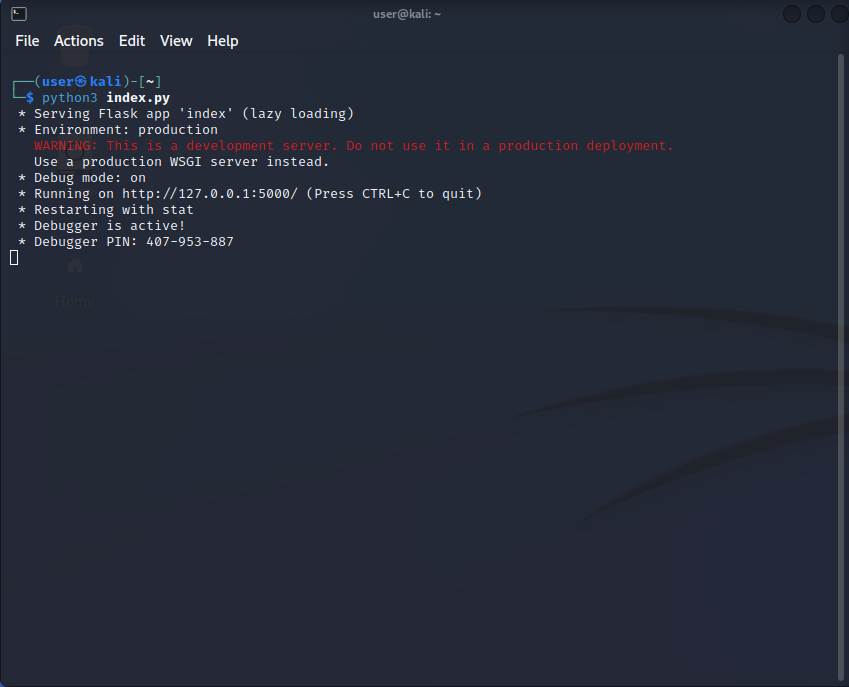 user@kali: ~
File Actions Edit View Help
┌──(user㉿kali)-[~]
└─$ python3 index.py
* Serving Flask app 'index' (lazy loading)
* Environment: production
WARNING: This is a development server. Do not use it in a production deployment.
Use a production WSGI server instead.
* Debug mode: on
* Running on http://127.0.0.1:5000/ (Press CTRL+C to quit)
* Restarting with stat
* Debugger is active!
* Debugger PIN: 407-953-887
Home